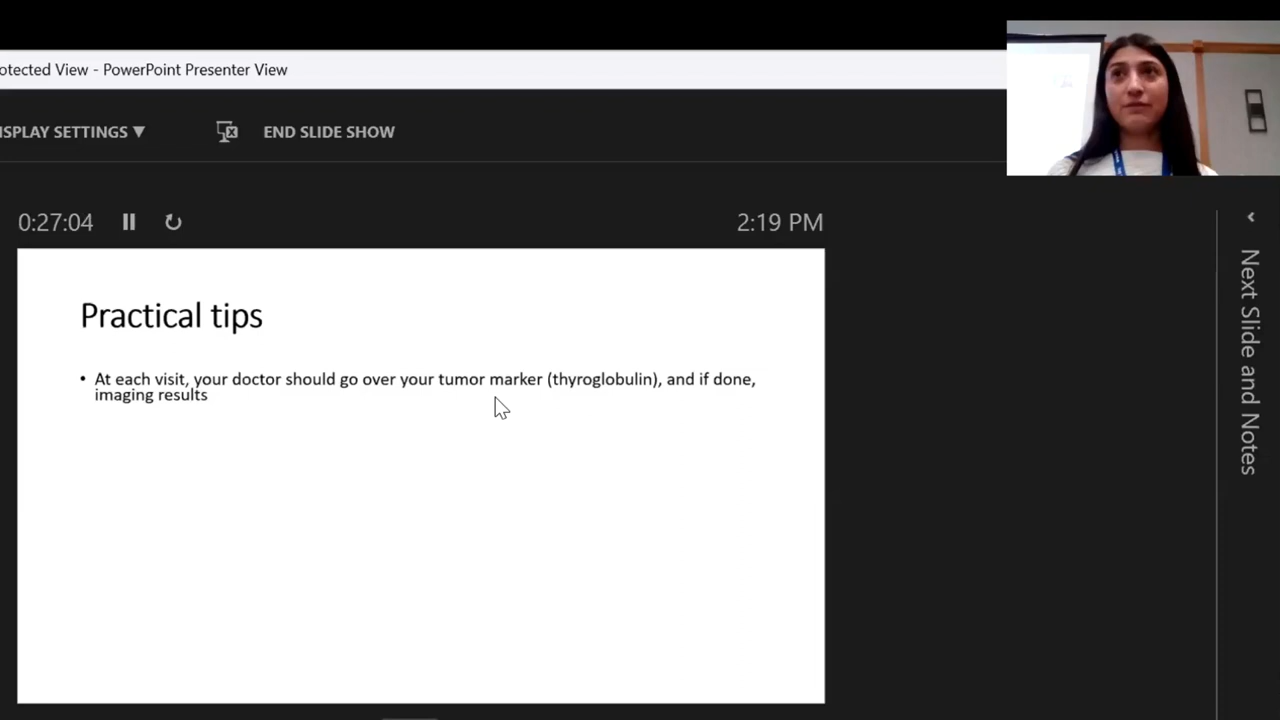 otected View - PowerPoint Presenter View
ISPLAY SETTINGS ▼
END SLIDE SHOW
0:27:04
2:19 PM
Practical tips
• At each visit, your doctor should go over your tumor marker (thyroglobulin), and if done,
imaging results
Next Slide and Notes